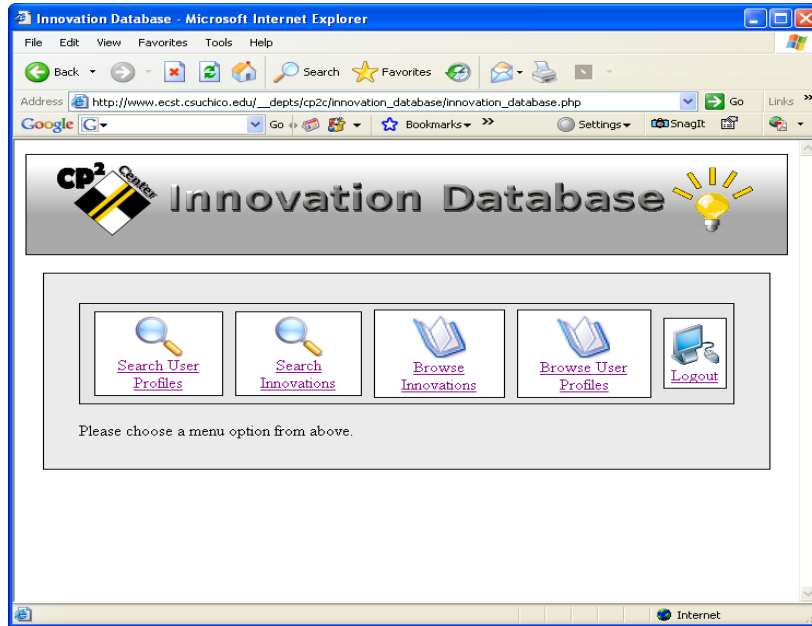 Innovation Database - Microsoft Internet Explorer
File Edit View Favorites Tools Help
Back Search Favorites
Address http://www.ecst.csuchico.edu/__depts/cp2c/innovation_database/innovation_database.php Go Links »
Google G Go Bookmarks » Settings SnagIt
CP2 Center Innovation Database
Search User
Profiles
Search
Innovations
Browse
Innovations
Browse User
Profiles
Logout
Please choose a menu option from above.
Internet